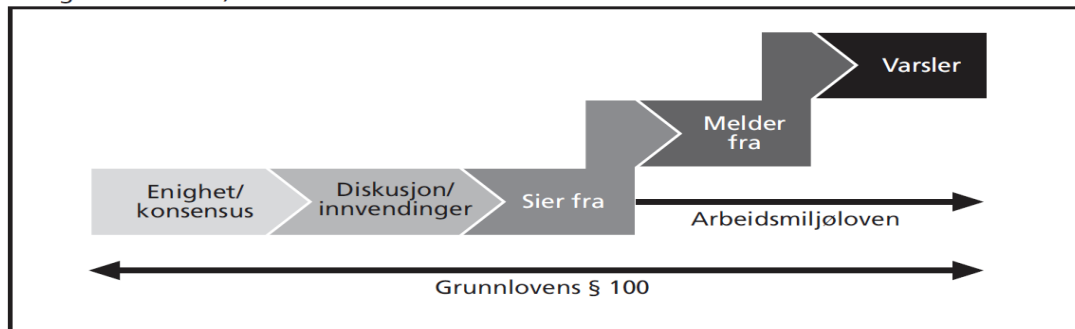 Varsler
Melder
fra
Enighet/
konsensus
Diskusjon/
innvendinger
Sier fra
Arbeidsmiljøloven
Grunnlovens § 100